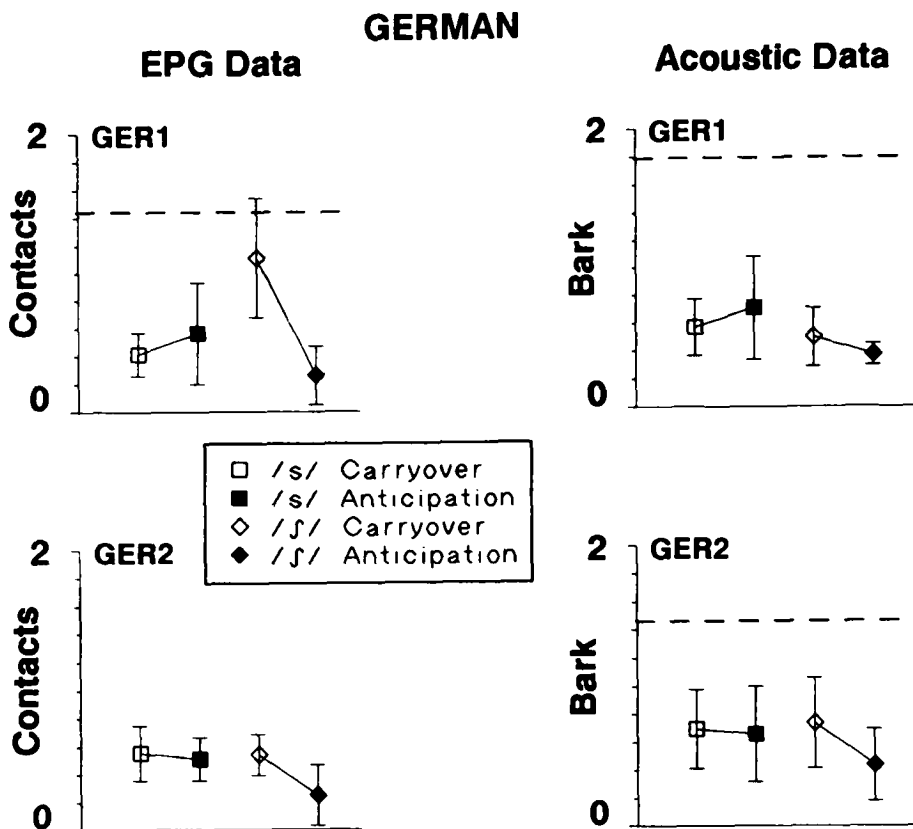 GERMAN
EPG Data
Acoustic Data
2
GER1
Contacts
0
2
GER1
Bark
0
/s/ Carryover
/s/ Anticipation
/ʃ/ Carryover
/ʃ/ Anticipation
2
GER2
Contacts
0
2
GER2
Bark
0